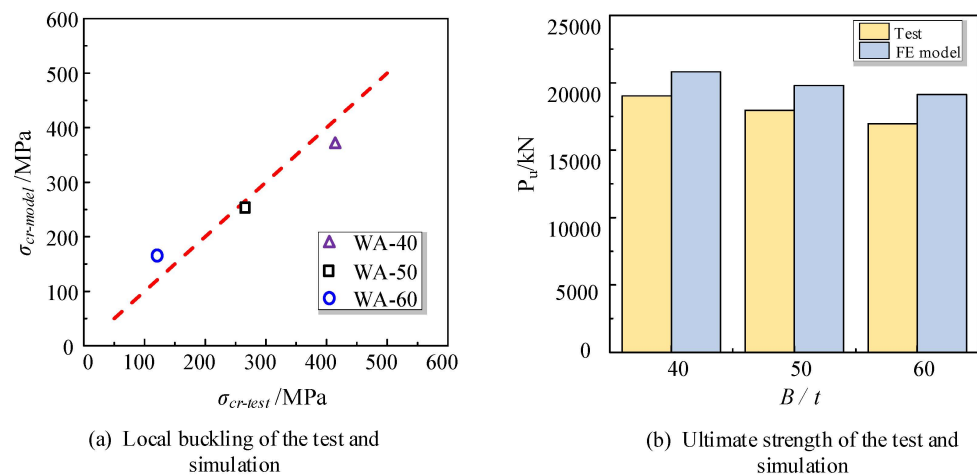 600
500
400
300
200
100
0
σcr-model /MPa
0 100 200 300 400 500 600
σcr-test /MPa
WA-40
WA-50
WA-60
(a) Local buckling of the test and
simulation
25000
20000
15000
10000
5000
0
Pu/kN
40 50 60
B / t
Test
FE model
(b) Ultimate strength of the test and
simulation